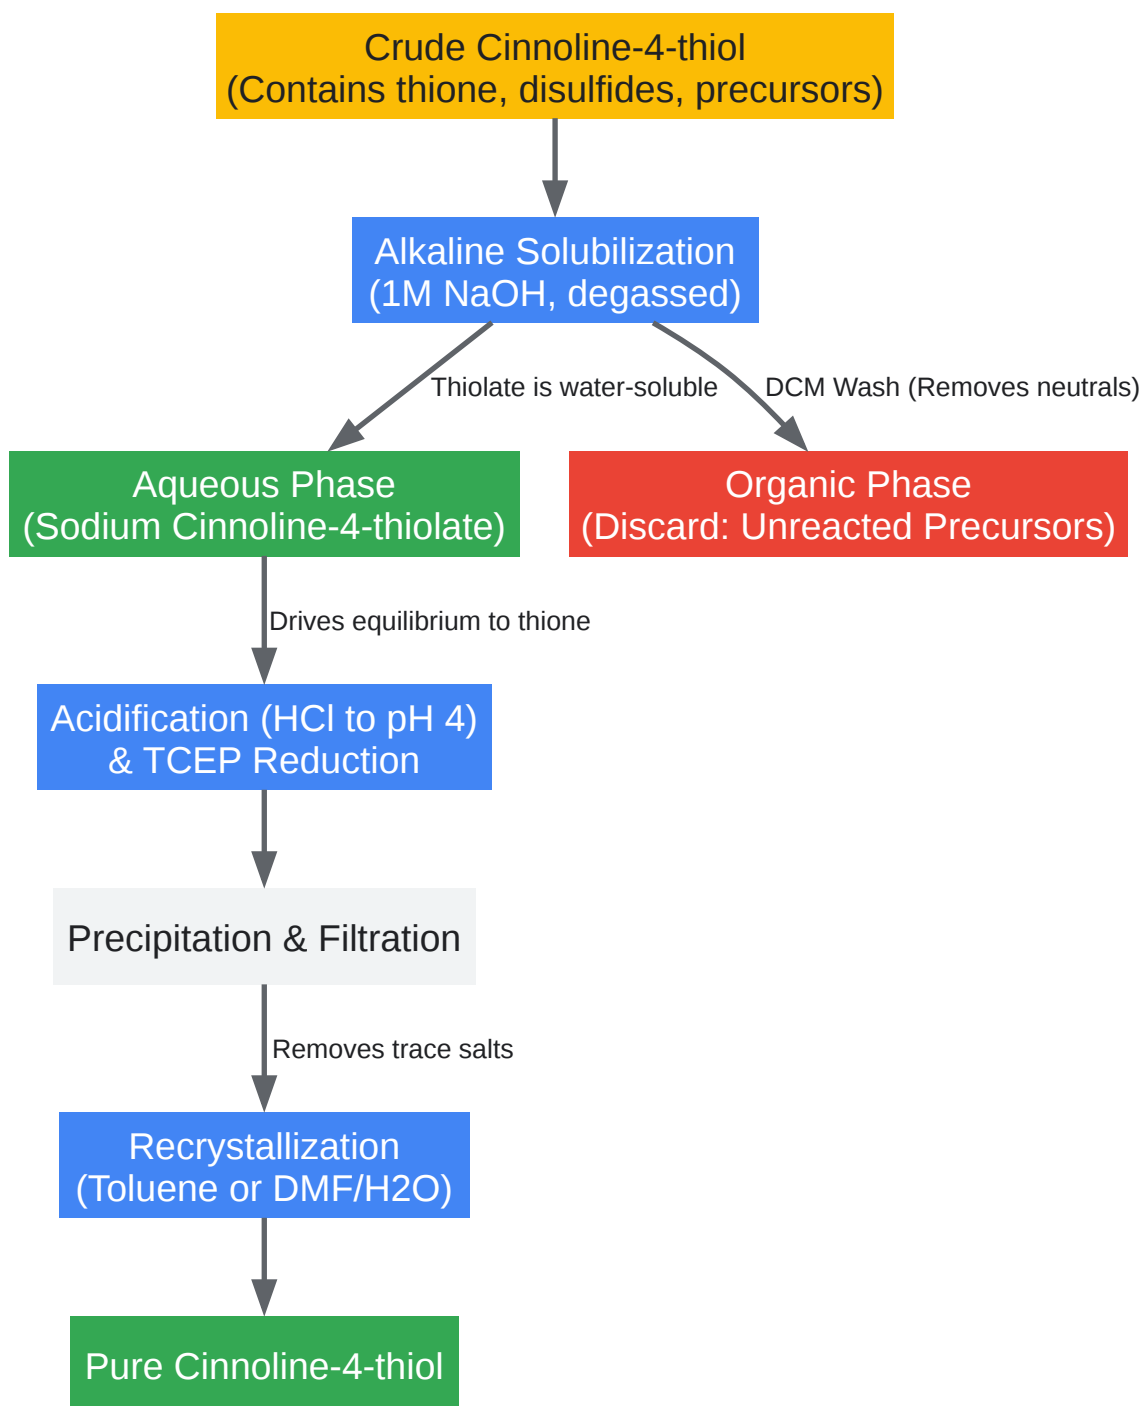 Crude Cinnoline-4-thiol
(Contains thione, disulfides, precursors)
Alkaline Solubilization
(1M NaOH, degassed)
Thiolate is water-soluble
DCM Wash (Removes neutrals)
Aqueous Phase
(Sodium Cinnoline-4-thiolate)
Organic Phase
(Discard: Unreacted Precursors)
Drives equilibrium to thione
Acidification (HCl to pH 4)
& TCEP Reduction
Precipitation & Filtration
Removes trace salts
Recrystallization
(Toluene or DMF/H2O)
Pure Cinnoline-4-thiol